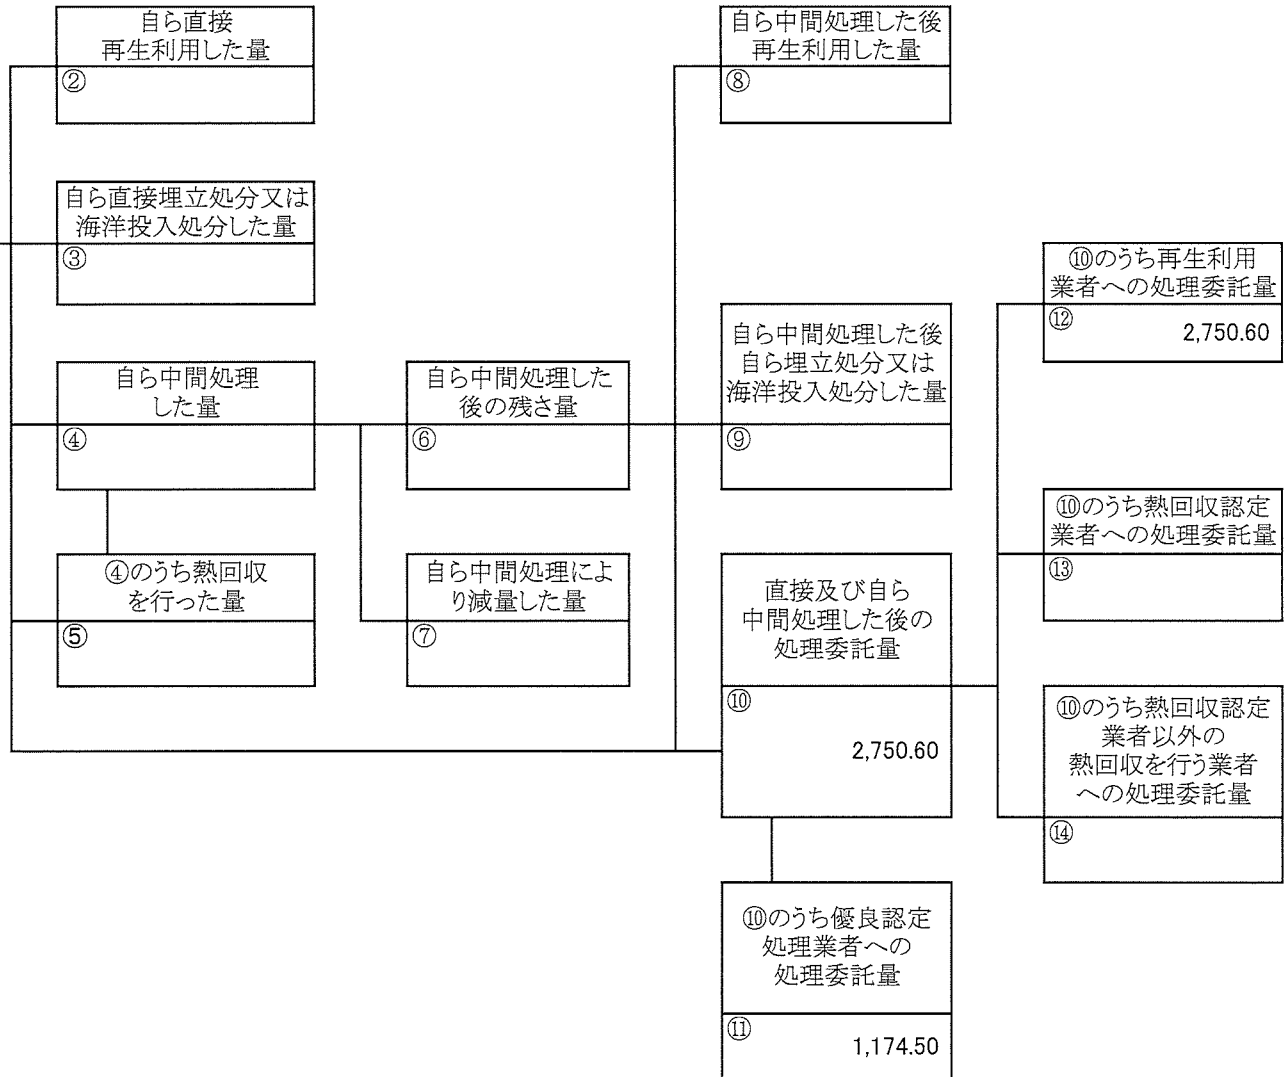 自ら直接
再生利用した量
②
自ら直接埋立処分又は
海洋投入処分した量
③
自ら中間処理
した量
④
④のうち熱回収
を行った量
⑤
自ら中間処理した
後の残さ量
⑥
自ら中間処理によ
り減量した量
⑦
自ら中間処理した後
再生利用した量
⑧
自ら中間処理した後
自ら埋立処分又は
海洋投入処分した量
⑨
直接及び自ら
中間処理した後の
処理委託量
⑩
2,750.60
⑩のうち優良認定
処理業者への
処理委託量
⑪
1,174.50
⑩のうち再生利用
業者への処理委託量
⑫
2,750.60
⑩のうち熱回収認定
業者への処理委託量
⑬
⑩のうち熱回収認定
業者以外の
熱回収を行う業者
への処理委託量
⑭